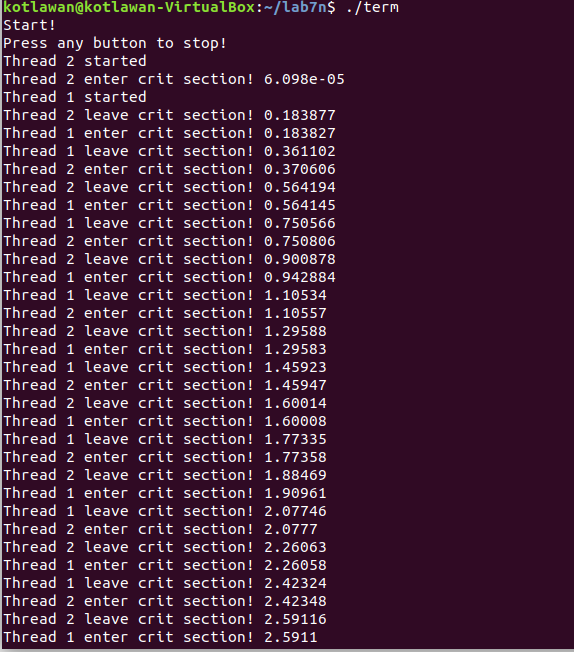 kotlawan@kotlawan-VirtualBox:~/lab7n$ ./term
Start!
Press any button to stop!
Thread 2 started
Thread 2 enter crit section! 6.098e-05
Thread 1 started
Thread 2 leave crit section! 0.183877
Thread 1 enter crit section! 0.183827
Thread 1 leave crit section! 0.361102
Thread 2 enter crit section! 0.370606
Thread 2 leave crit section! 0.564194
Thread 1 enter crit section! 0.564145
Thread 1 leave crit section! 0.750566
Thread 2 enter crit section! 0.750806
Thread 2 leave crit section! 0.900878
Thread 1 enter crit section! 0.942884
Thread 1 leave crit section! 1.10534
Thread 2 enter crit section! 1.10557
Thread 2 leave crit section! 1.29588
Thread 1 enter crit section! 1.29583
Thread 1 leave crit section! 1.45923
Thread 2 enter crit section! 1.45947
Thread 2 leave crit section! 1.60014
Thread 1 enter crit section! 1.60008
Thread 1 leave crit section! 1.77335
Thread 2 enter crit section! 1.77358
Thread 2 leave crit section! 1.88469
Thread 1 enter crit section! 1.90961
Thread 1 leave crit section! 2.07746
Thread 2 enter crit section! 2.0777
Thread 2 leave crit section! 2.26063
Thread 1 enter crit section! 2.26058
Thread 1 leave crit section! 2.42324
Thread 2 enter crit section! 2.42348
Thread 2 leave crit section! 2.59116
Thread 1 enter crit section! 2.5911